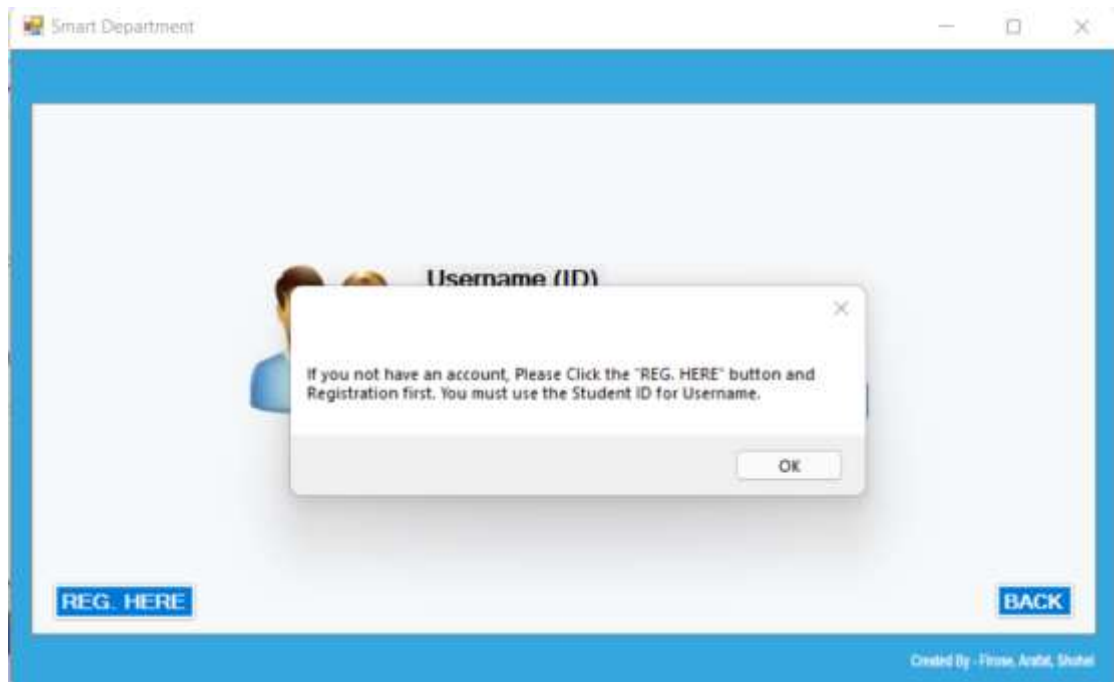 Smart Department
Username (ID)
If you not have an account, Please Click the "REG. HERE" button and
Registration first. You must use the Student ID for Username.
OK
REG. HERE
BACK
Created By - Firose, Arafat, Shohel